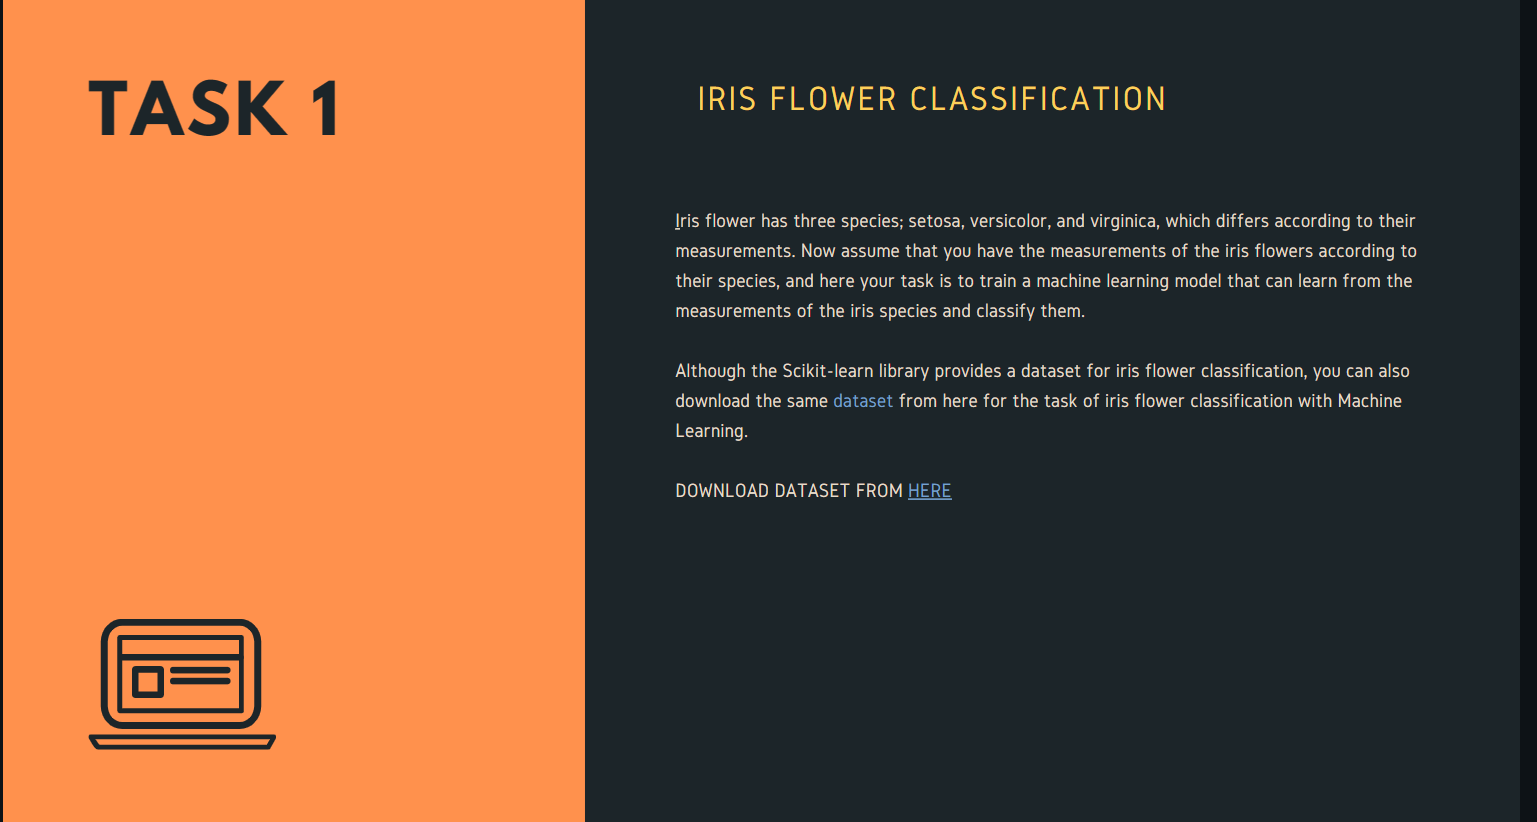 TASK 1
IRIS FLOWER CLASSIFICATION
Iris flower has three species; setosa, versicolor, and virginica, which differs according to their
measurements. Now assume that you have the measurements of the iris flowers according to
their species, and here your task is to train a machine learning model that can learn from the
measurements of the iris species and classify them.
Although the Scikit-learn library provides a dataset for iris flower classification, you can also
download the same dataset from here for the task of iris flower classification with Machine
Learning.
DOWNLOAD DATASET FROM HERE